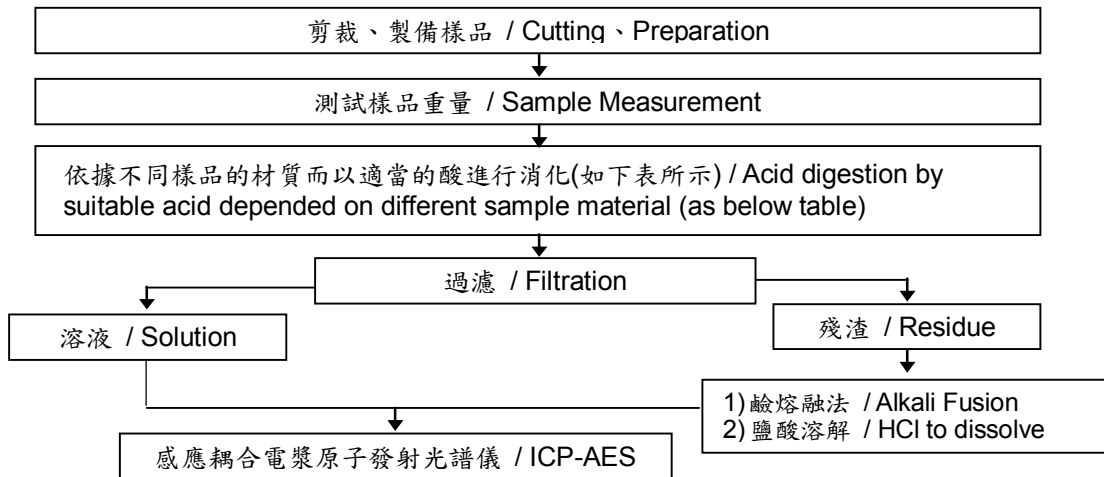 剪裁、製備樣品 / Cutting、Preparation
測試樣品重量 / Sample Measurement
依據不同樣品的材質而以適當的酸進行消化(如下表所示) / Acid digestion by
suitable acid depended on different sample material (as below table)
過濾 / Filtration
溶液 / Solution
殘渣 / Residue
1) 鹼熔融法 / Alkali Fusion
2) 鹽酸溶解 / HCl to dissolve
感應耦合電漿原子發射光譜儀 / ICP-AES